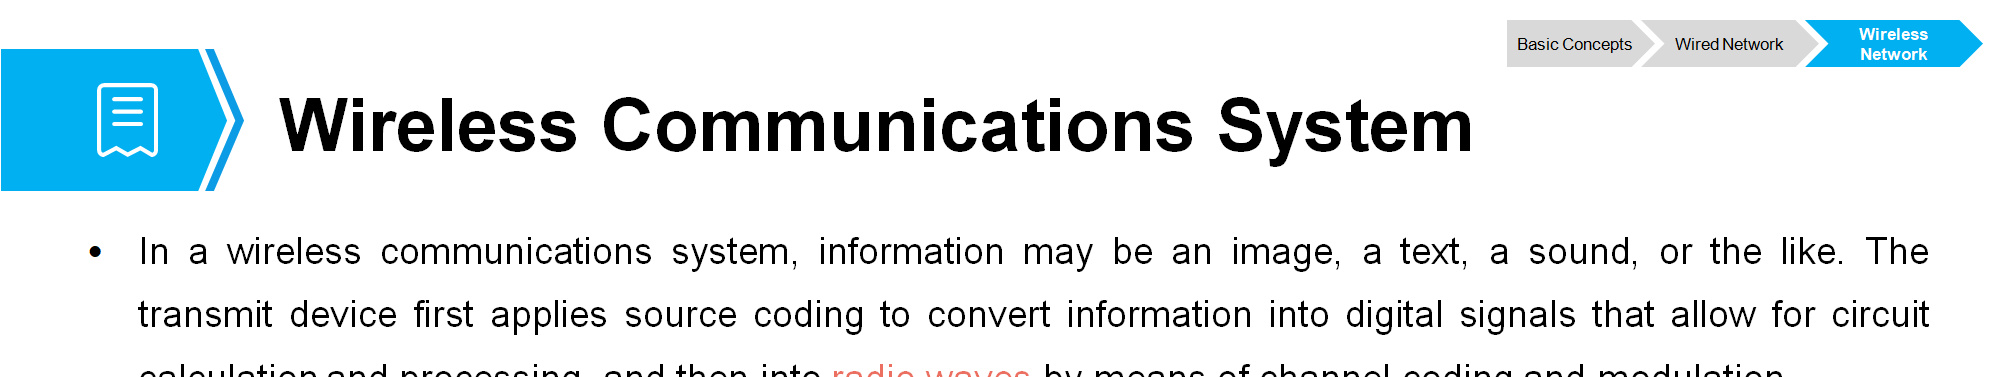 Basic Concepts
Wired Network
Wireless
Network
Wireless Communications System
• In a wireless communications system, information may be an image, a text, a sound, or the like. The
transmit device first applies source coding to convert information into digital signals that allow for circuit
calculation and processing, and then into radio waves by means of channel coding and modulation.